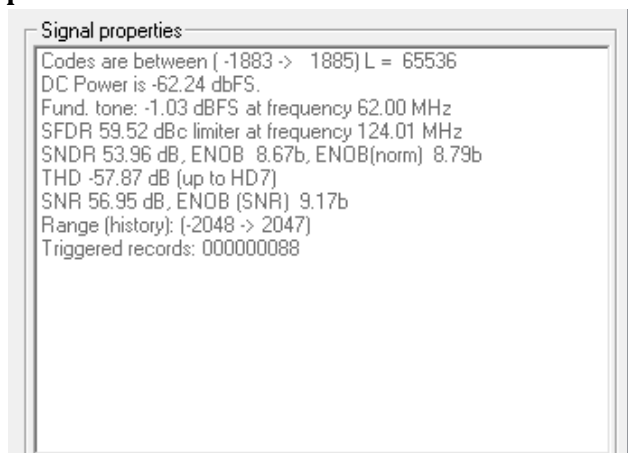 Signal properties
Codes are between ( -1883 -> 1885) L = 65536
DC Power is -62.24 dbFS.
Fund. tone: -1.03 dBFS at frequency 62.00 MHz
SFDR 59.52 dBc limiter at frequency 124.01 MHz
SNDR 53.96 dB, ENOB 8.67b, ENOB(norm) 8.79b
THD -57.87 dB (up to HD7)
SNR 56.95 dB, ENOB (SNR) 9.17b
Range (history): (-2048 -> 2047)
Triggered records: 000000088